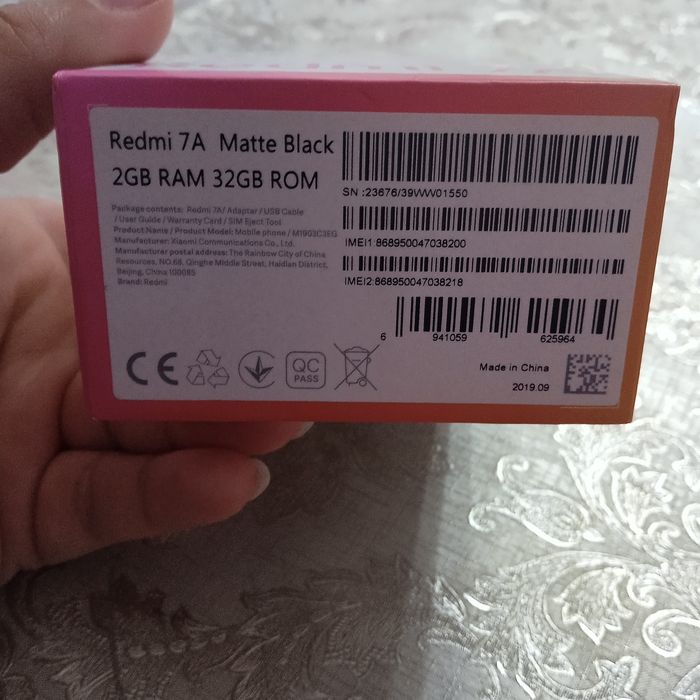 Redmi 7A Matte Black
2GB RAM 32GB ROM
Package contents: Redmi 7A/ Adapter / USB Cable
/ User Guide / Warranty Card / SIM Eject Tool
Product Name / Product Model: Mobile phone / M1903C3EG
Manufacturer: Xiaomi Communications Co., Ltd.
Manufacturer postal address: The Rainbow City of China
Resources, NO.68, Qinghe Middle Street, Haidian District,
Beijing, China 100085
Brand: Redmi
SN :23676/39WW01550
IMEI1:868950047038200
IMEI2:868950047038218
6 941059 625964
CE
QC
PASS
Made in China
2019.09